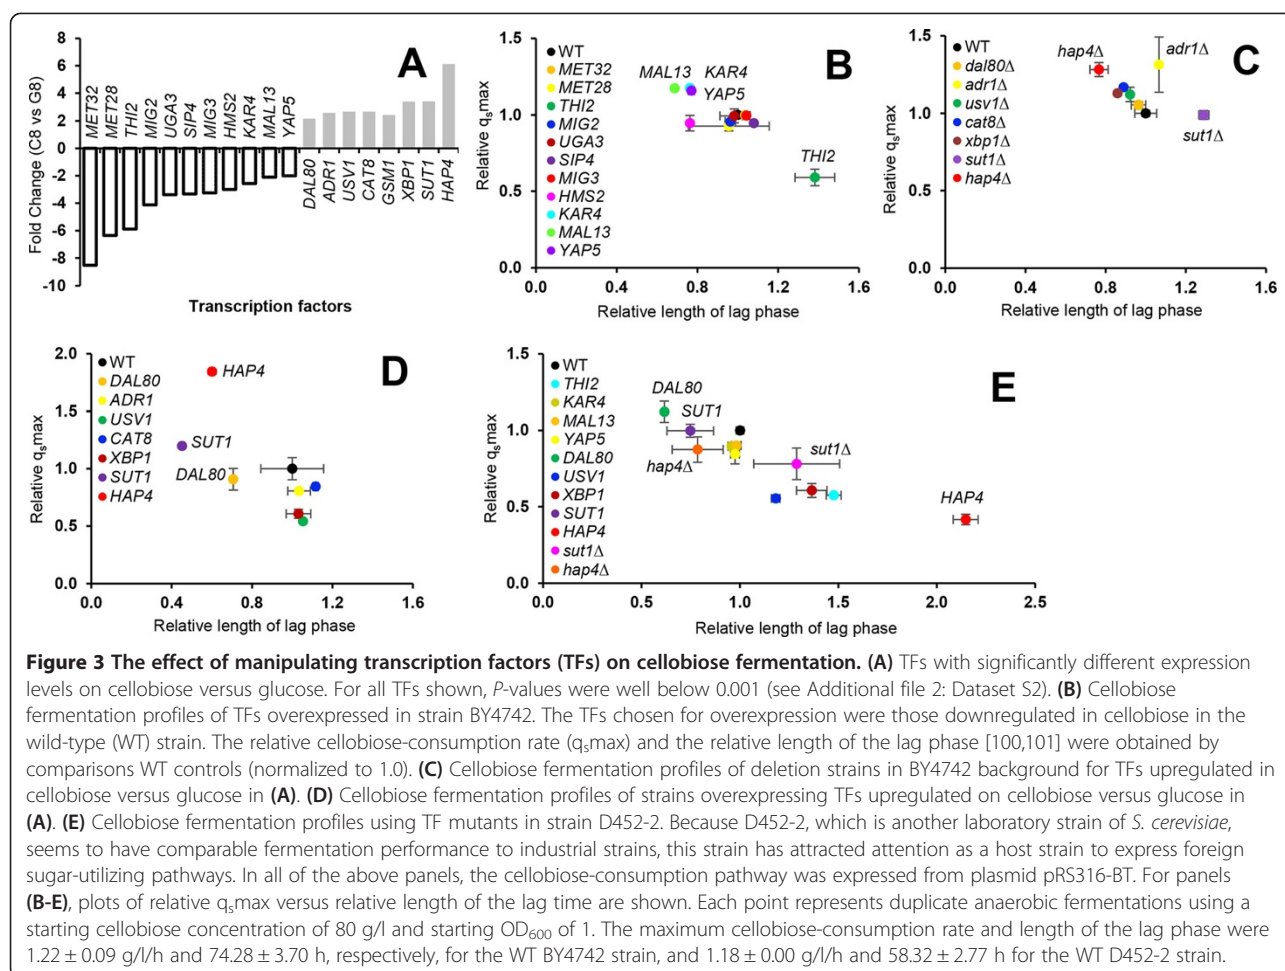 A
Fold Change (C8 vs G8)
8
6
4
2
0
-2
-4
-6
-8
-10
MET32
MET28
THI2
MIG2
UGA3
SIP4
MIG3
HMS2
KAR4
MAL13
YAP5
DAL80
ADR1
USV1
CAT8
GSM1
XBP1
SUT1
HAP4
Transcription factors
B
Relative qsmax
1.5
1.0
0.5
0.0
WT
MET32
MET28
THI2
MIG2
UGA3
SIP4
MIG3
HMS2
KAR4
MAL13
YAP5
MAL13
KAR4
YAP5
THI2
0.0 0.4 0.8 1.2 1.6
Relative length of lag phase
C
Relative qsmax
1.5
1.0
0.5
0.0
WT
dal80Δ
adr1Δ
usv1Δ
cat8Δ
xbp1Δ
sut1Δ
hap4Δ
hap4Δ
adr1Δ
sut1Δ
0.0 0.4 0.8 1.2 1.6
Relative length of lag phase
D
Relative qsmax
2.0
1.5
1.0
0.5
0.0
WT
DAL80
ADR1
USV1
CAT8
XBP1
SUT1
HAP4
HAP4
SUT1
DAL80
0.0 0.4 0.8 1.2 1.6
Relative length of lag phase
E
Relative qsmax
1.5
1.0
0.5
0.0
WT
THI2
KAR4
MAL13
YAP5
DAL80
USV1
XBP1
SUT1
HAP4
sut1Δ
hap4Δ
DAL80
SUT1
hap4Δ
sut1Δ
HAP4
0.0 0.5 1.0 1.5 2.0 2.5
Relative length of lag phase
Figure 3 The effect of manipulating transcription factors (TFs) on cellobiose fermentation. (A) TFs with significantly different expression
levels on cellobiose versus glucose. For all TFs shown, P-values were well below 0.001 (see Additional file 2: Dataset S2). (B) Cellobiose
fermentation profiles of TFs overexpressed in strain BY4742. The TFs chosen for overexpression were those downregulated in cellobiose in the
wild-type (WT) strain. The relative cellobiose-consumption rate (qsmax) and the relative length of the lag phase [100,101] were obtained by
comparisons WT controls (normalized to 1.0). (C) Cellobiose fermentation profiles of deletion strains in BY4742 background for TFs upregulated in
cellobiose versus glucose in (A). (D) Cellobiose fermentation profiles of strains overexpressing TFs upregulated on cellobiose versus glucose in
(A). (E) Cellobiose fermentation profiles using TF mutants in strain D452-2. Because D452-2, which is another laboratory strain of S. cerevisiae,
seems to have comparable fermentation performance to industrial strains, this strain has attracted attention as a host strain to express foreign
sugar-utilizing pathways. In all of the above panels, the cellobiose-consumption pathway was expressed from plasmid pRS316-BT. For panels
(B-E), plots of relative qsmax versus relative length of the lag time are shown. Each point represents duplicate anaerobic fermentations using a
starting cellobiose concentration of 80 g/l and starting OD600 of 1. The maximum cellobiose-consumption rate and length of the lag phase were
1.22 ± 0.09 g/l/h and 74.28 ± 3.70 h, respectively, for the WT BY4742 strain, and 1.18 ± 0.00 g/l/h and 58.32 ± 2.77 h for the WT D452-2 strain.